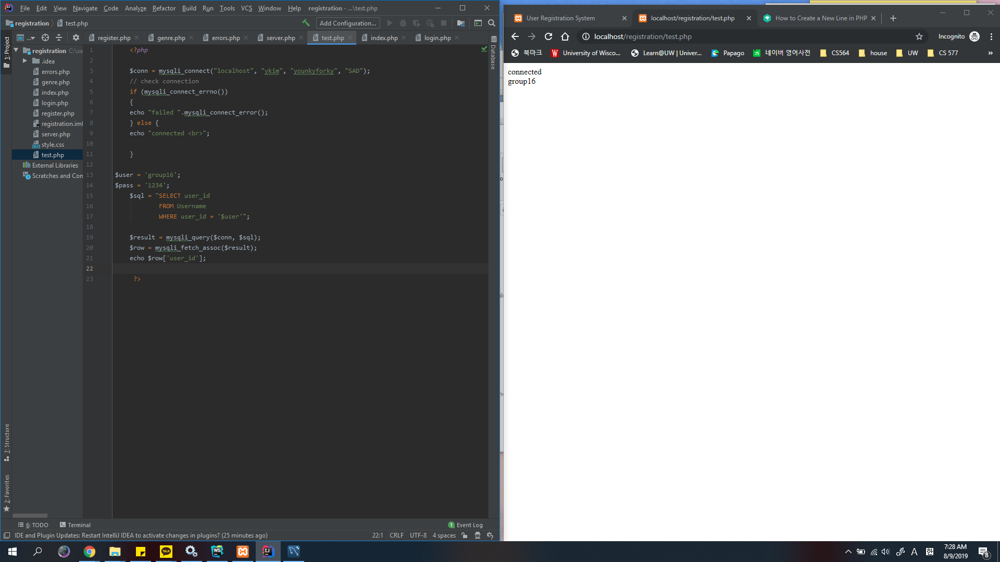 File Edit View Navigate Code Analyze Refactor Build Run Tools VCS Window Help registration - ...\test.php
registration test.php Add Configuration...
1: Project
register.php genre.php errors.php server.php test.php index.php login.php
Database
registration C:\xa
.idea
errors.php
genre.php
index.php
login.php
register.php
registration.iml
server.php
style.css
test.php
External Libraries
Scratches and Con
7: Structure
2: Favorites
1 <?php
2
3 $conn = mysqli_connect("localhost", "ykim", "younkyforky", "SAD");
4 // check connection
5 if (mysqli_connect_errno())
6 {
7 echo "failed ".mysqli_connect_error();
8 } else {
9 echo "connected <br>";
10
11 }
12
13 $user = 'group16';
14 $pass = '1234';
15 $sql = "SELECT user_id
16 FROM Username
17 WHERE user_id = '$user'";
18
19 $result = mysqli_query($conn, $sql);
20 $row = mysqli_fetch_assoc($result);
21 echo $row['user_id'];
22
23 ?>
6: TODO Terminal 1 Event Log
IDE and Plugin Updates: Restart IntelliJ IDEA to activate changes in plugins? (25 minutes ago) 22:1 CRLF UTF-8 4 spaces
User Registration System localhost/registration/test.php How to Create a New Line in PHP
localhost/registration/test.php Incognito
북마크 University of Wisco... Learn@UW | Univer... Papago 네이버 영어사전 CS564 house UW CS 577 »
connected
group16
TALK WS IJ
A 한 7:28 AM
8/9/2019 8